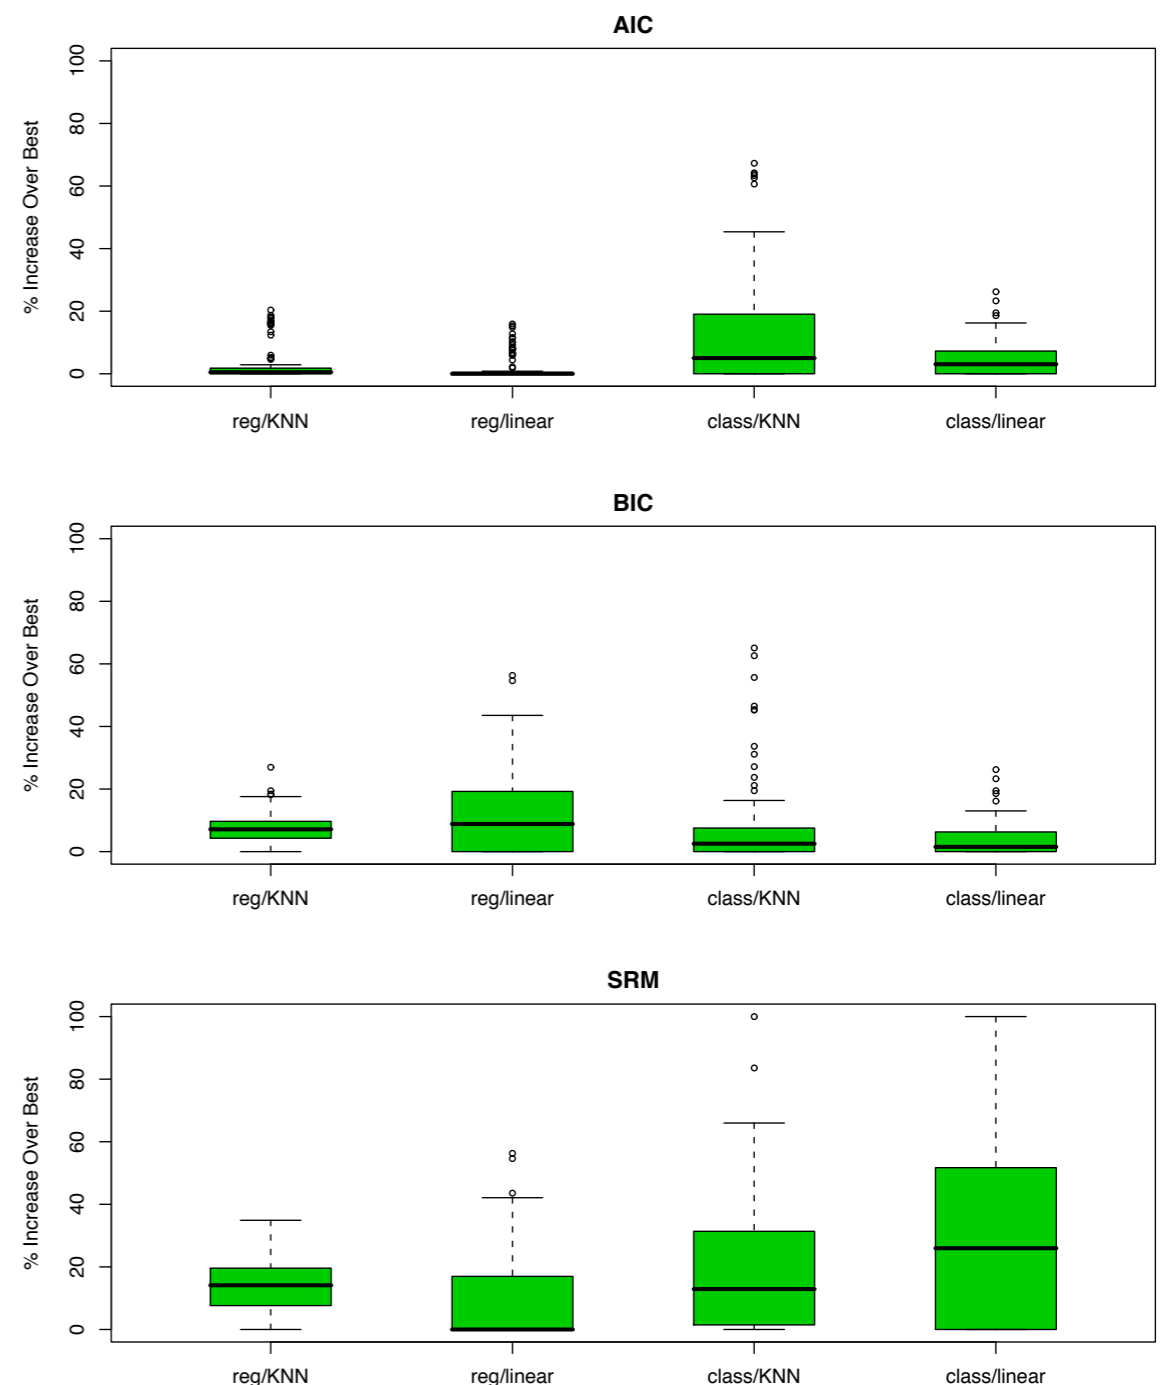 AIC
% Increase Over Best
100
80
60
40
20
0
reg/KNN reg/linear class/KNN class/linear
BIC
% Increase Over Best
100
80
60
40
20
0
reg/KNN reg/linear class/KNN class/linear
SRM
% Increase Over Best
100
80
60
40
20
0
reg/KNN reg/linear class/KNN class/linear